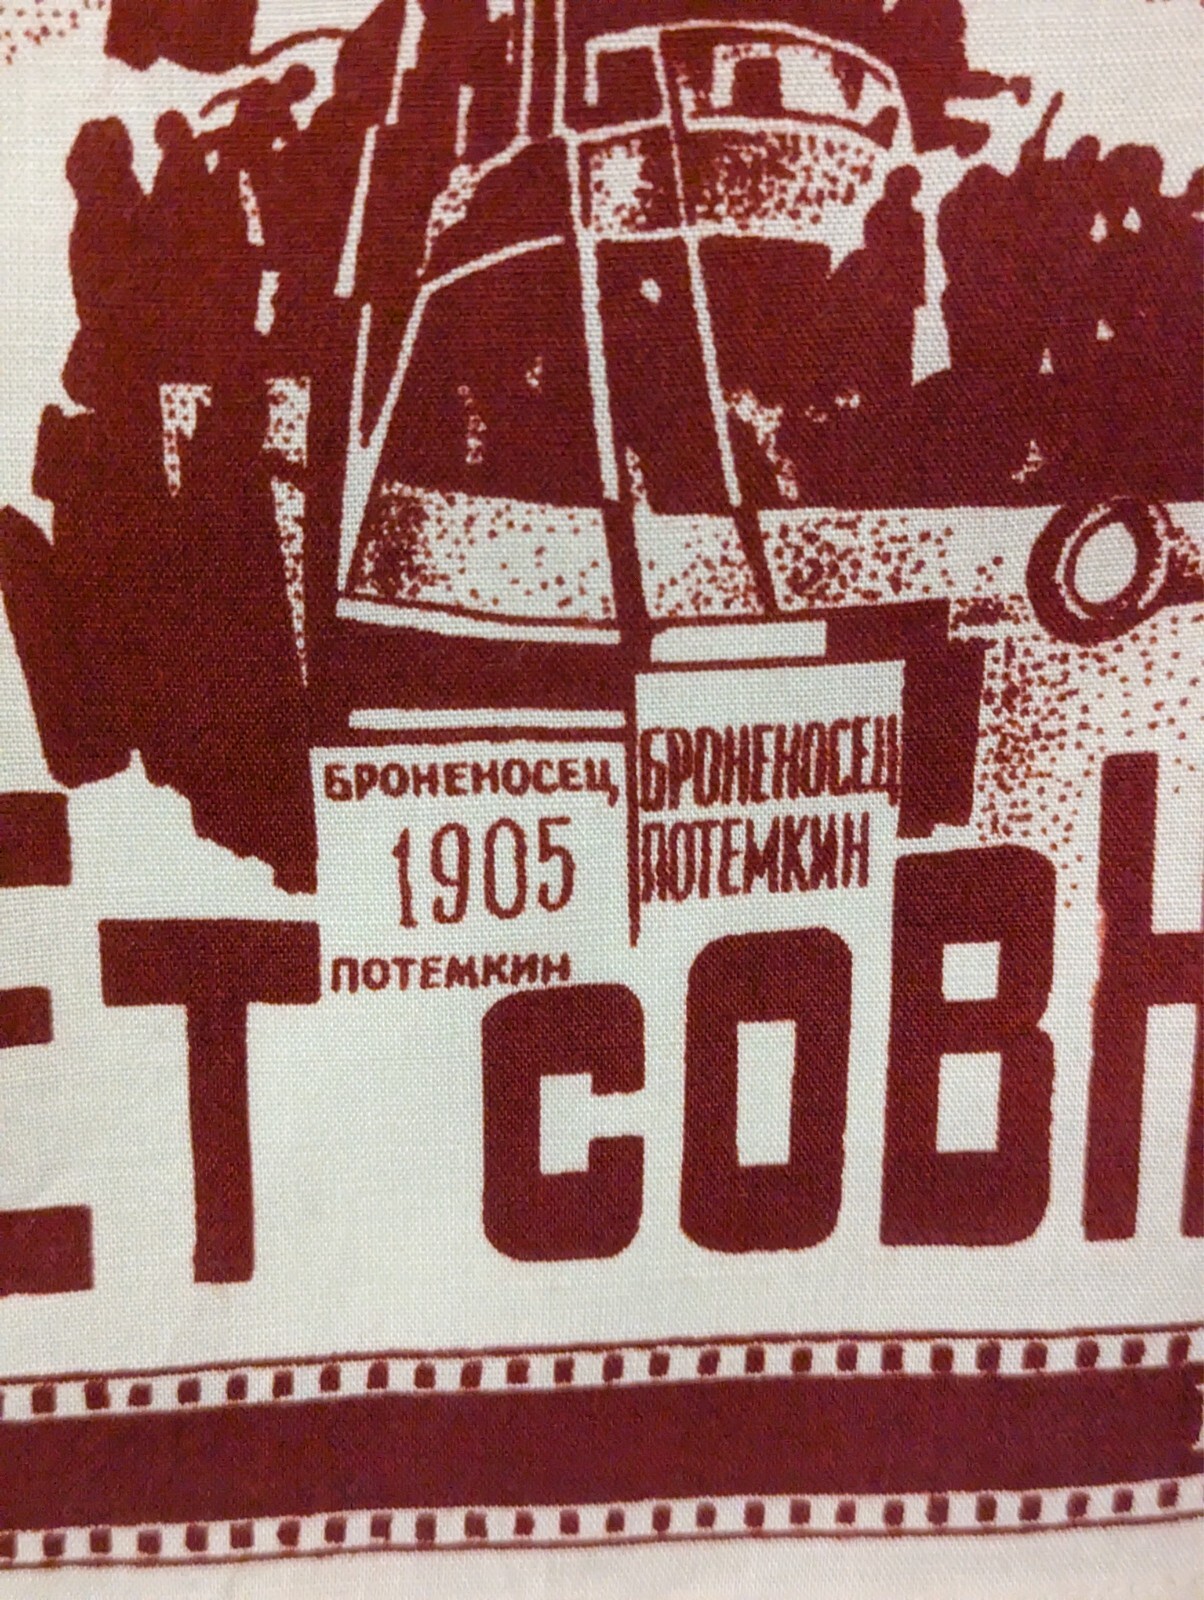 БРОНЕНОСЕЦ
1905
ПОТЕМКИН
БРОНЕНОСЕЦ
ПОТЕМКИН
ЕТ СОВН